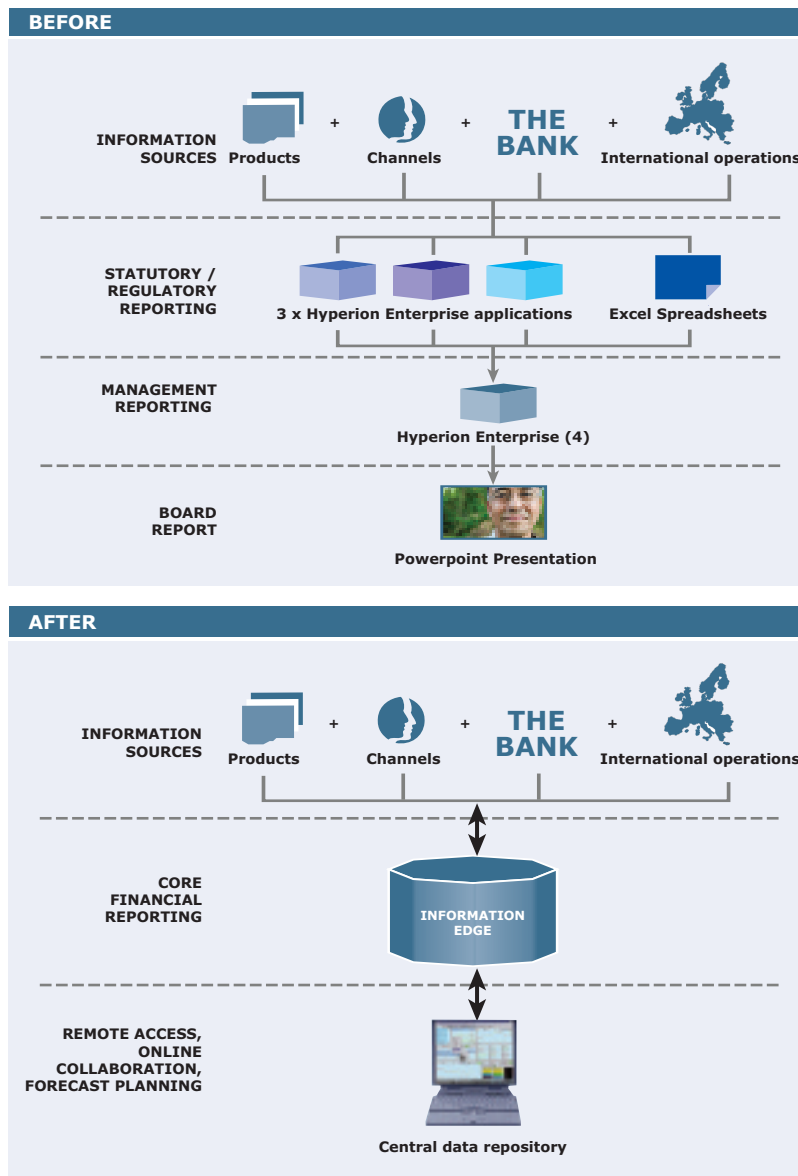 BEFORE
INFORMATION
SOURCES
Products
+
Channels
+
THE
BANK
+
International operations
STATUTORY /
REGULATORY
REPORTING
3 x Hyperion Enterprise applications
Excel Spreadsheets
MANAGEMENT
REPORTING
Hyperion Enterprise (4)
BOARD
REPORT
Powerpoint Presentation
AFTER
INFORMATION
SOURCES
Products
+
Channels
+
THE
BANK
+
International operations
CORE
FINANCIAL
REPORTING
INFORMATION
EDGE
REMOTE ACCESS,
ONLINE
COLLABORATION,
FORECAST PLANNING
Central data repository